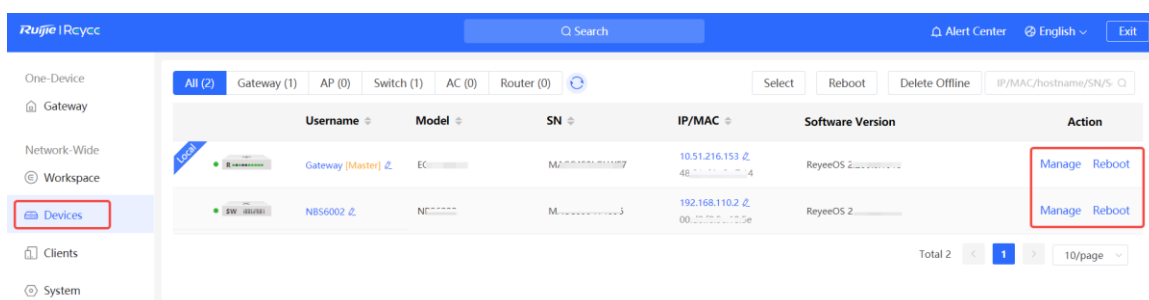 Ruijie | Rcycc Search Alert Center English Exit
One-Device
Gateway
Network-Wide
Workspace
Devices
Clients
System
All (2) Gateway (1) AP (0) Switch (1) AC (0) Router (0) Select Reboot Delete Offline IP/MAC/hostname/SN/S
Username Model SN IP/MAC Software Version Action
Local R Gateway [Master] 10.51.216.153 ReyeeOS Manage Reboot
SW NBS6002 192.168.110.2 ReyeeOS 2 Manage Reboot
Total 2 < 1 > 10/page